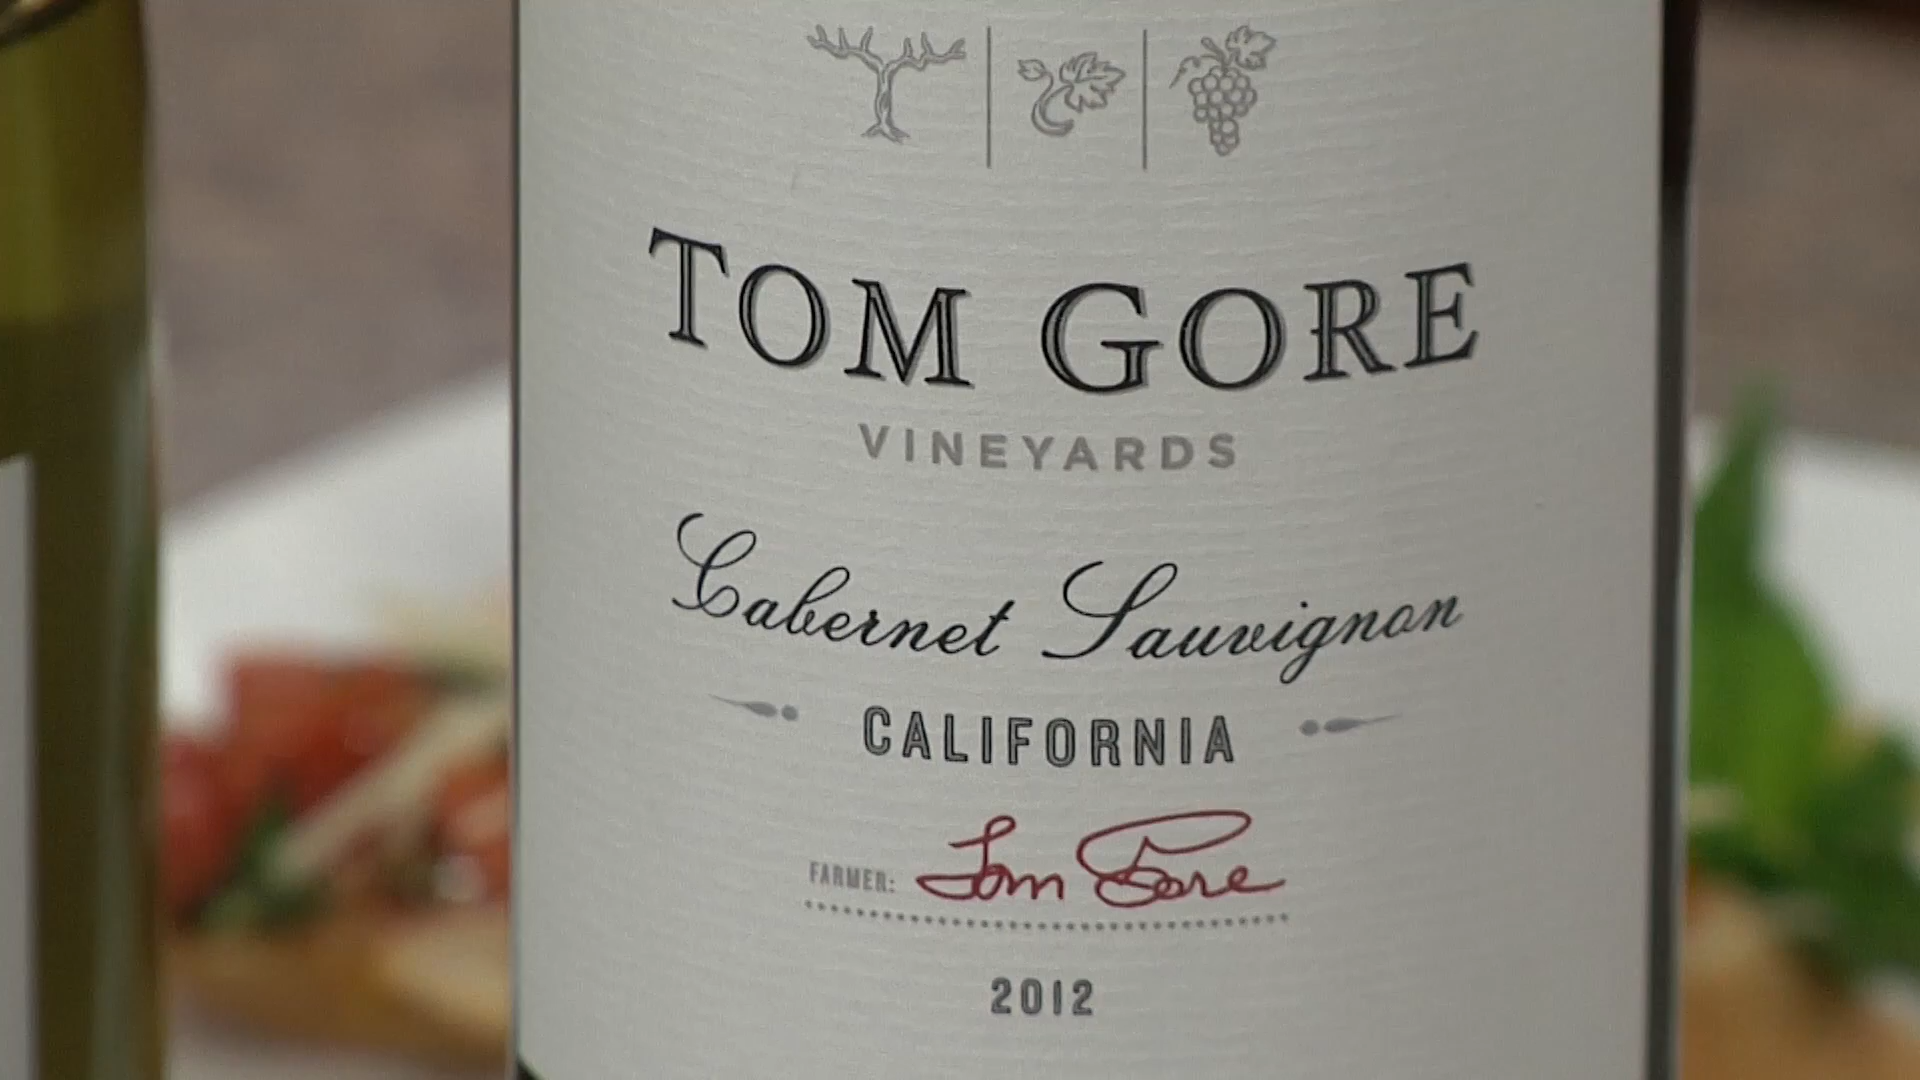 TOM GORE
VINEYARDS
Cabernet Sauvignon
CALIFORNIA
FARMER: Tom Gore
2012